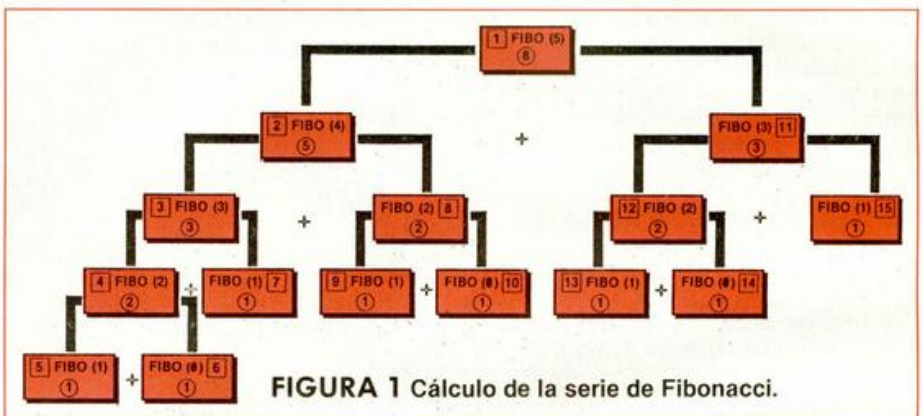 1 FIBO (5)
8
2 FIBO (4)
5
FIBO (3) 11
3
3 FIBO (3)
3
FIBO (2) 8
2
12 FIBO (2)
2
FIBO (1) 15
1
4 FIBO (2)
2
FIBO (1) 7
1
9 FIBO (1)
1
FIBO (0) 10
1
13 FIBO (1)
1
FIBO (0) 14
1
5 FIBO (1)
1
FIBO (0) 6
1
FIGURA 1 Cálculo de la serie de Fibonacci.